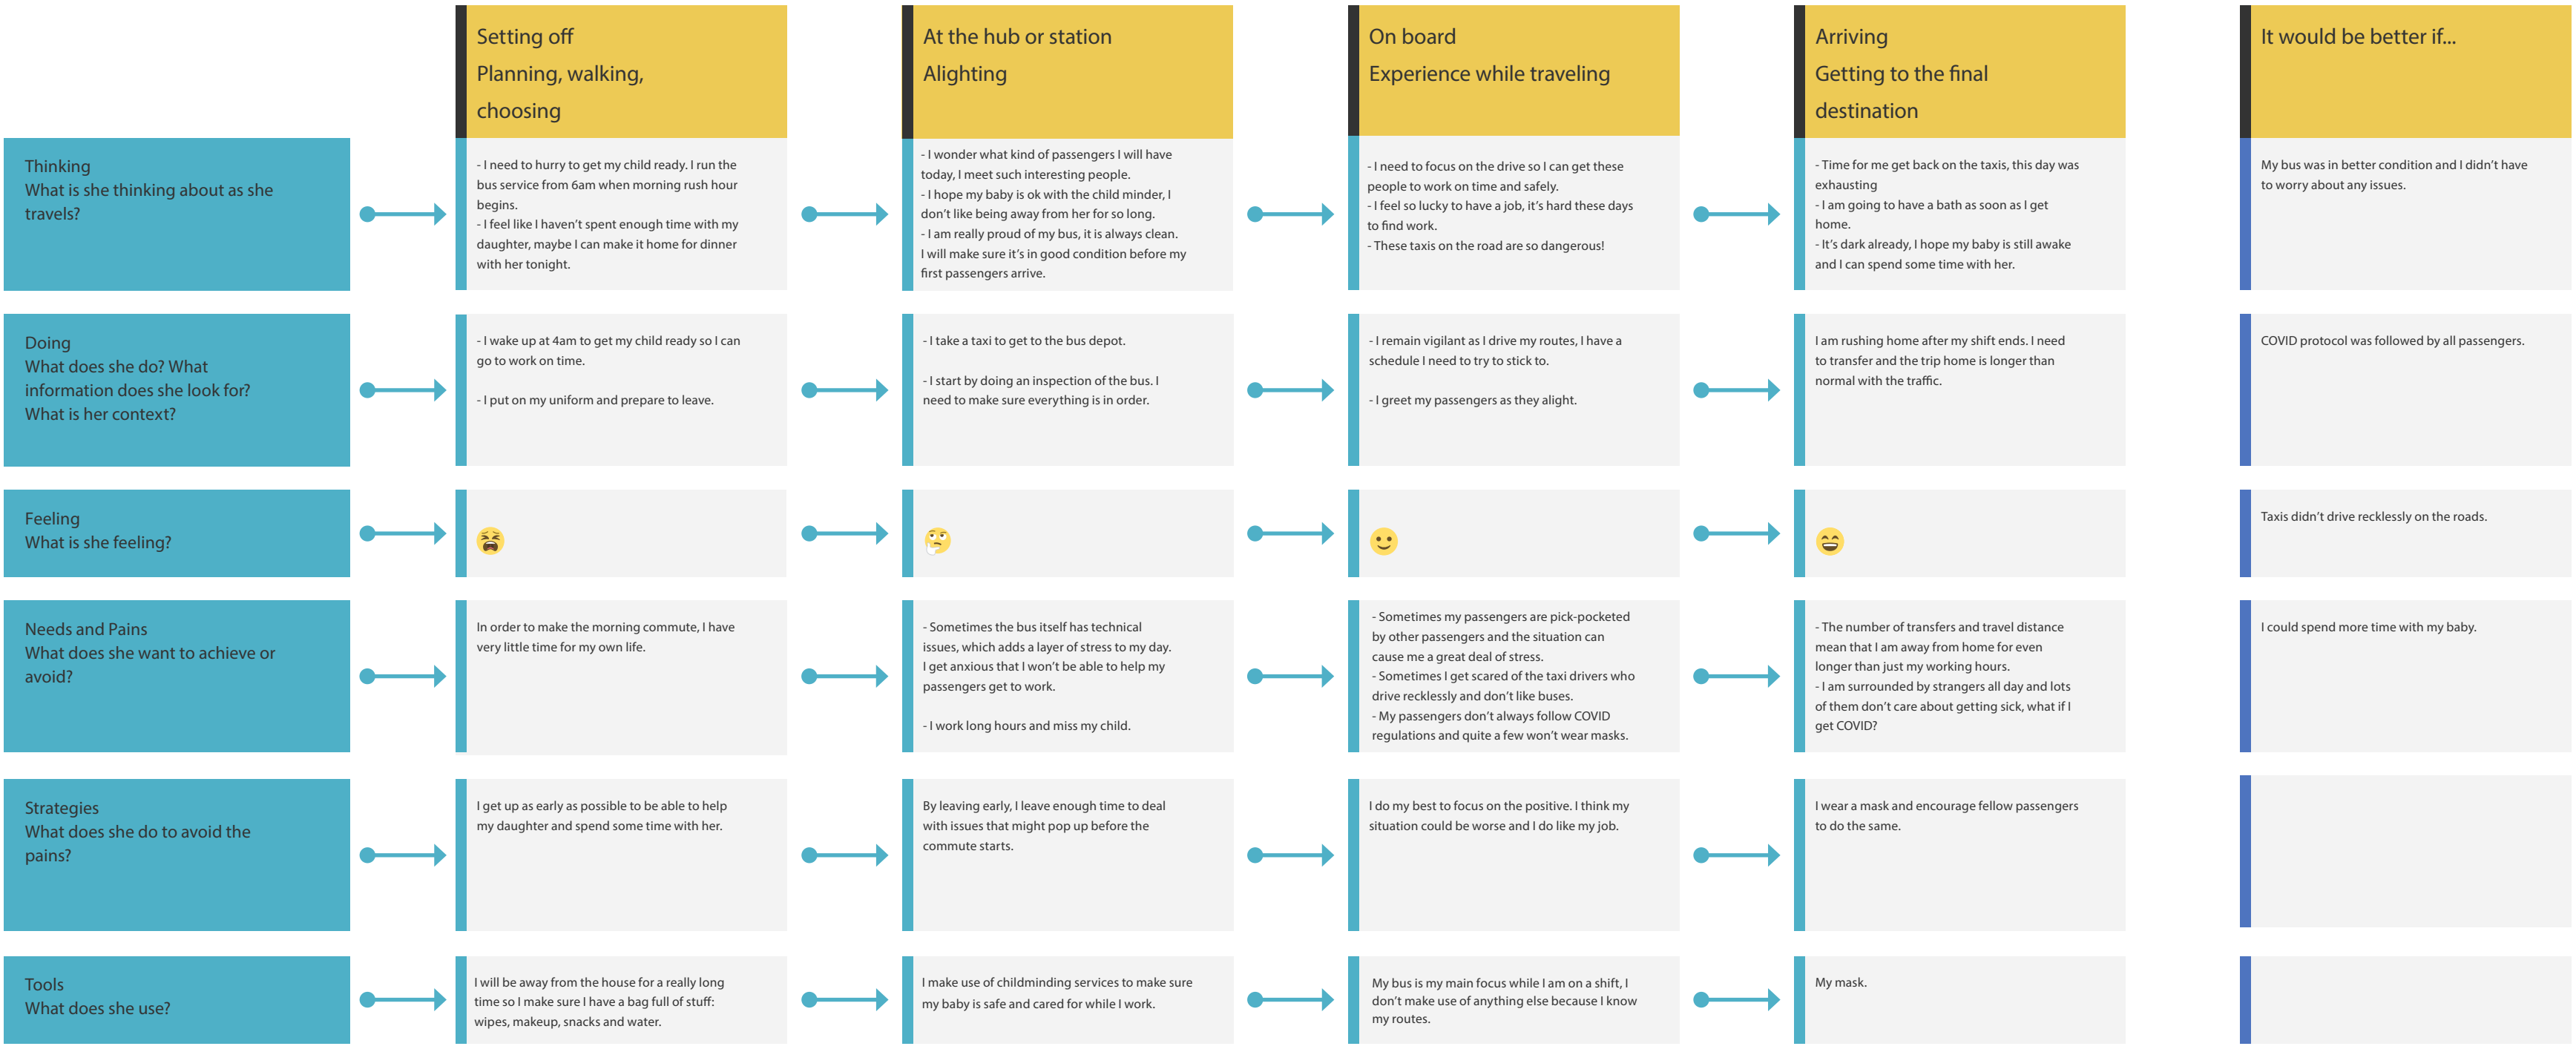 Setting off
Planning, walking,
choosing
At the hub or station
Alighting
On board
Experience while traveling
Arriving
Getting to the final
destination
It would be better if...
Thinking
What is she thinking about as she
travels?
- I need to hurry to get my child ready. I run the
bus service from 6am when morning rush hour
begins.
- I feel like I haven't spent enough time with my
daughter, maybe I can make it home for dinner
with her tonight.
- I wonder what kind of passengers I will have
today, I meet such interesting people.
- I hope my baby is ok with the child minder, I
don't like being away from her for so long.
- I am really proud of my bus, it is always clean.
I will make sure it's in good condition before my
first passengers arrive.
- I need to focus on the drive so I can get these
people to work on time and safely.
- I feel so lucky to have a job, it's hard these days
to find work.
- These taxis on the road are so dangerous!
- Time for me get back on the taxis, this day was
exhausting
- I am going to have a bath as soon as I get
home.
- It's dark already, I hope my baby is still awake
and I can spend some time with her.
My bus was in better condition and I didn't have
to worry about any issues.
Doing
What does she do? What
information does she look for?
What is her context?
- I wake up at 4am to get my child ready so I can
go to work on time.
- I put on my uniform and prepare to leave.
- I take a taxi to get to the bus depot.
- I start by doing an inspection of the bus. I
need to make sure everything is in order.
- I remain vigilant as I drive my routes, I have a
schedule I need to try to stick to.
- I greet my passengers as they alight.
I am rushing home after my shift ends. I need
to transfer and the trip home is longer than
normal with the traffic.
COVID protocol was followed by all passengers.
Feeling
What is she feeling?
Taxis didn't drive recklessly on the roads.
Needs and Pains
What does she want to achieve or
avoid?
In order to make the morning commute, I have
very little time for my own life.
- Sometimes the bus itself has technical
issues, which adds a layer of stress to my day.
I get anxious that I won't be able to help my
passengers get to work.
- I work long hours and miss my child.
- Sometimes my passengers are pick-pocketed
by other passengers and the situation can
cause me a great deal of stress.
- Sometimes I get scared of the taxi drivers who
drive recklessly and don't like buses.
- My passengers don't always follow COVID
regulations and quite a few won't wear masks.
- The number of transfers and travel distance
mean that I am away from home for even
longer than just my working hours.
- I am surrounded by strangers all day and lots
of them don't care about getting sick, what if I
get COVID?
I could spend more time with my baby.
Strategies
What does she do to avoid the
pains?
I get up as early as possible to be able to help
my daughter and spend some time with her.
By leaving early, I leave enough time to deal
with issues that might pop up before the
commute starts.
I do my best to focus on the positive. I think my
situation could be worse and I do like my job.
I wear a mask and encourage fellow passengers
to do the same.
Tools
What does she use?
I will be away from the house for a really long
time so I make sure I have a bag full of stuff:
wipes, makeup, snacks and water.
I make use of childminding services to make sure
my baby is safe and cared for while I work.
My bus is my main focus while I am on a shift, I
don't make use of anything else because I know
my routes.
My mask.